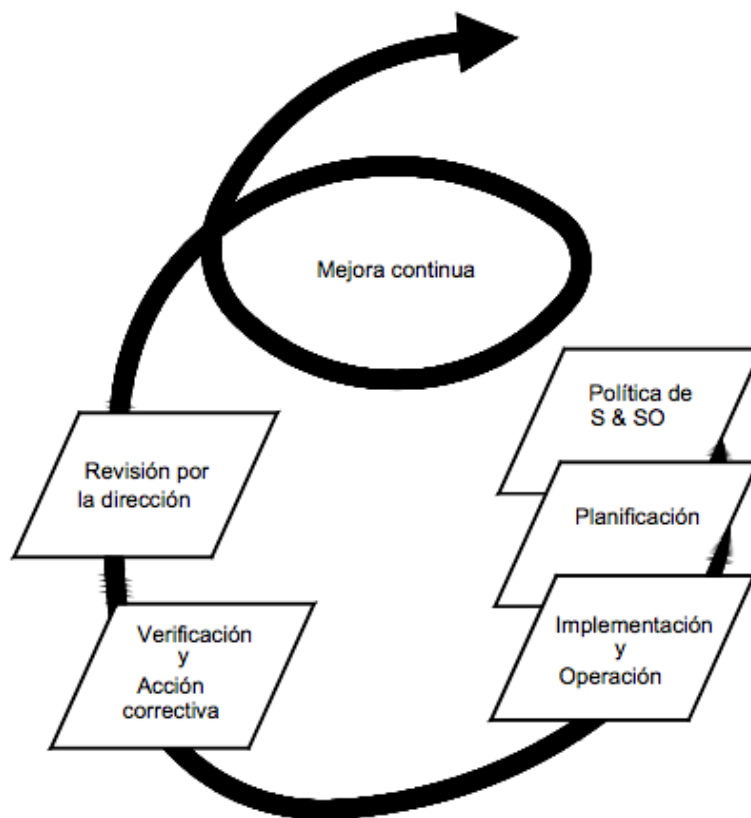 Mejora continua
Política de
S & SO
Planificación
Implementación
y
Operación
Revisión por
la dirección
Verificación
y
Acción
correctiva